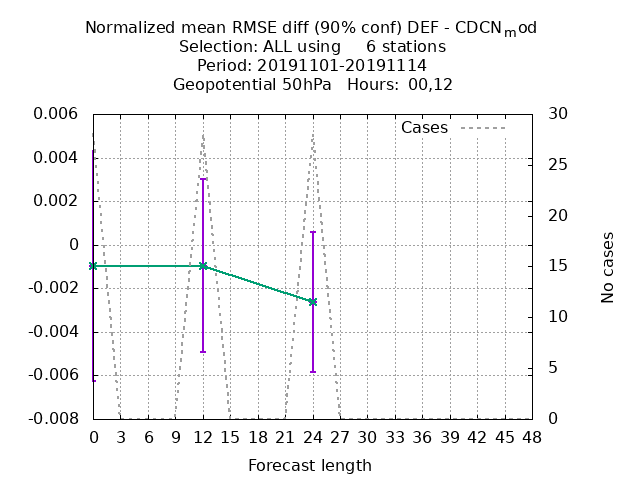 Normalized mean RMSE diff (90% conf) DEF - CDCNmod
Selection: ALL using     6 stations
Period: 20191101-20191114
Geopotential 50hPa   Hours:  00,12
Cases
0.006
0.004
0.002
0
-0.002
-0.004
-0.006
-0.008
30
25
20
15
10
5
0
No cases
0 3 6 9 12 15 18 21 24 27 30 33 36 39 42 45 48
Forecast length